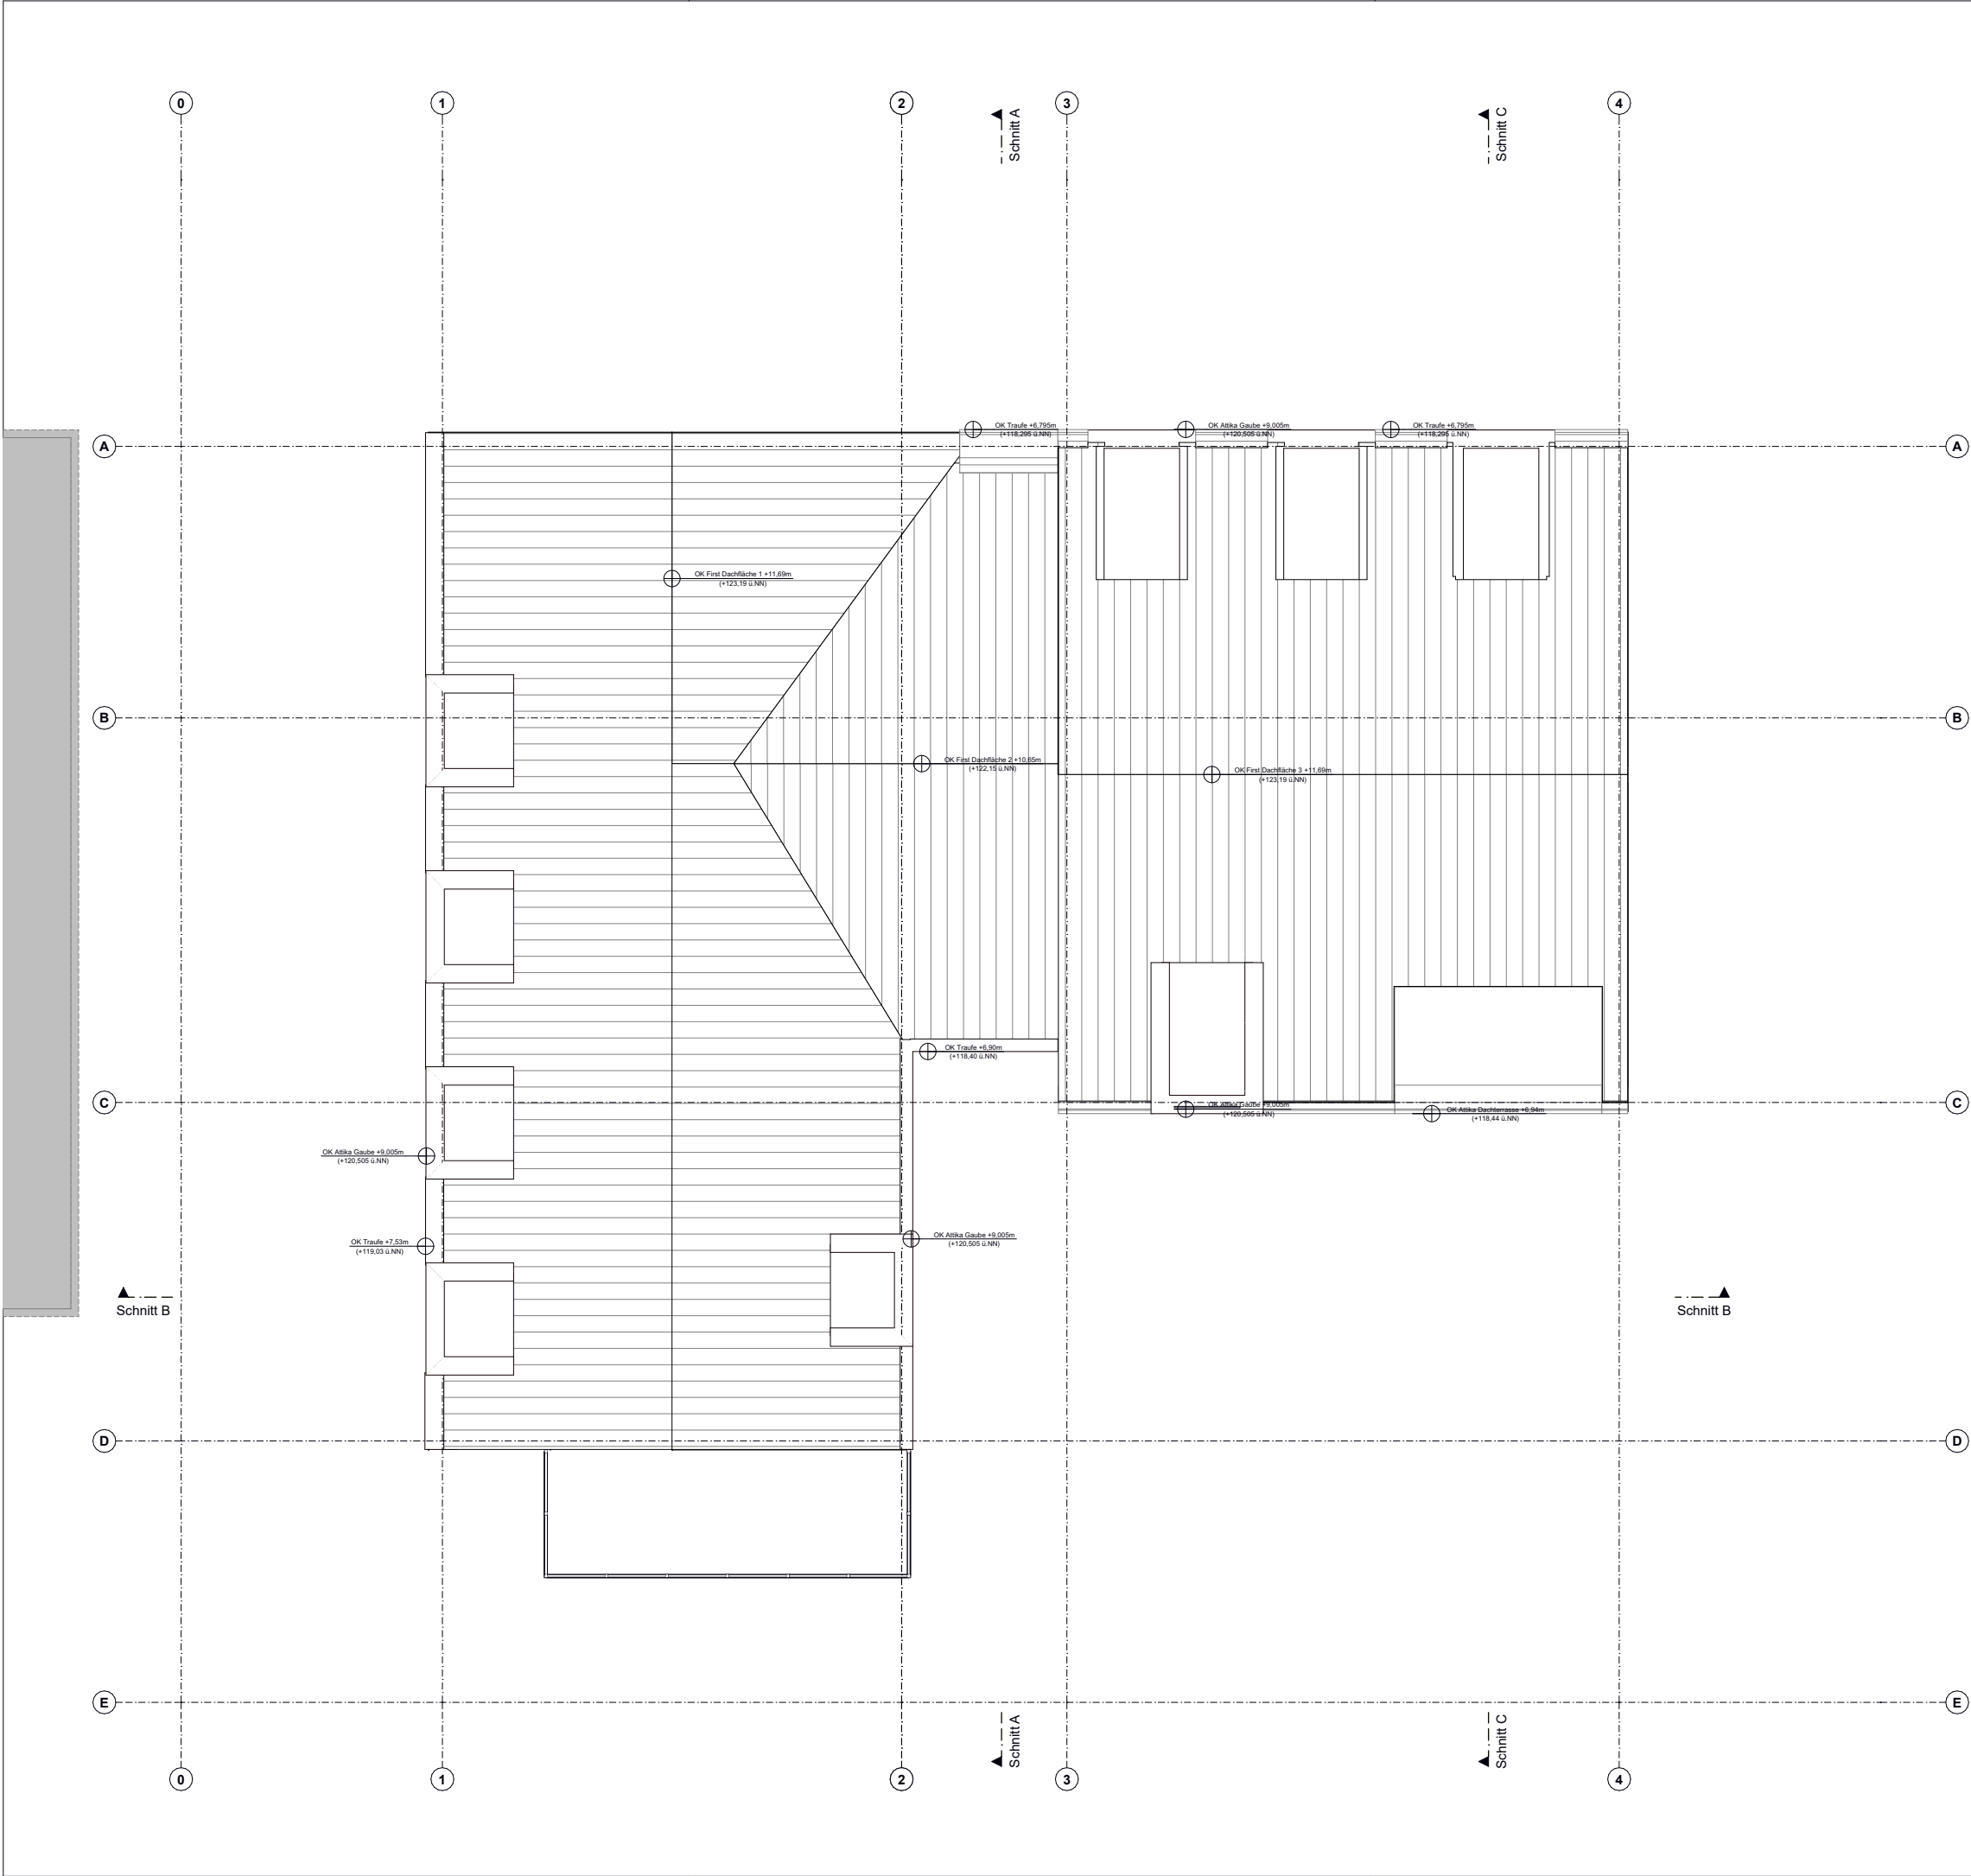 0
1
2
3
4
Schnitt A
Schnitt C
OK Traufe +6,795m
(+118,295 ü.NN)
OK Attika Gaube +9,005m
(+120,505 ü.NN)
OK Traufe +6,795m
(+118,295 ü.NN)
A
A
OK First Dachfläche 1 +11,69m
(+123,19 ü.NN)
B
B
OK First Dachfläche 2 +10,65m
(+122,15 ü.NN)
OK First Dachfläche 3 +11,69m
(+123,19 ü.NN)
OK Traufe +6,90m
(+118,40 ü.NN)
C
C
OK Attika Gaube +9,005m
(+120,505 ü.NN)
OK Attika Dachterrasse +6,94m
(+118,44 ü.NN)
OK Attika Gaube +9,005m
(+120,505 ü.NN)
OK Traufe +7,53m
(+119,03 ü.NN)
OK Attika Gaube +9,005m
(+120,505 ü.NN)
Schnitt B
Schnitt B
D
D
E
E
Schnitt A
Schnitt C
0
1
2
3
4